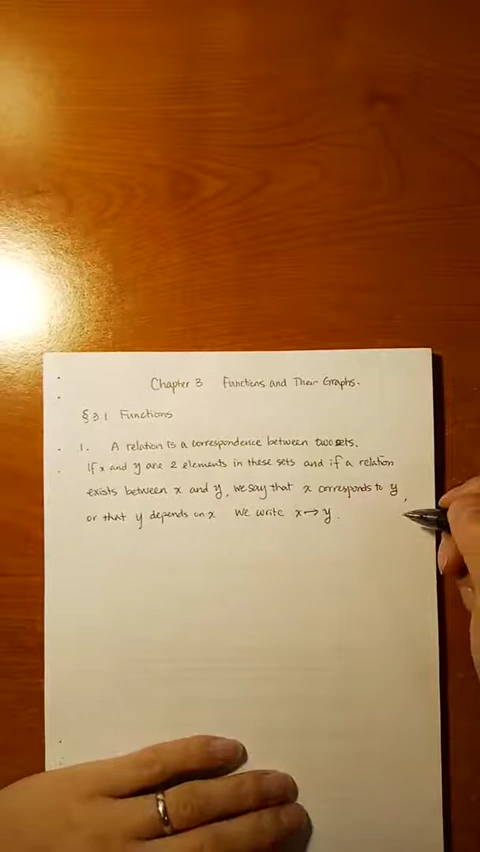 Chapter 3 Functions and Their Graphs.
§ 3.1 Functions
1. A relation is a correspondence between two sets.
If x and y are 2 elements in these sets and if a relation
exists between x and y, we say that x corresponds to y,
or that y depends on x We write x → y.